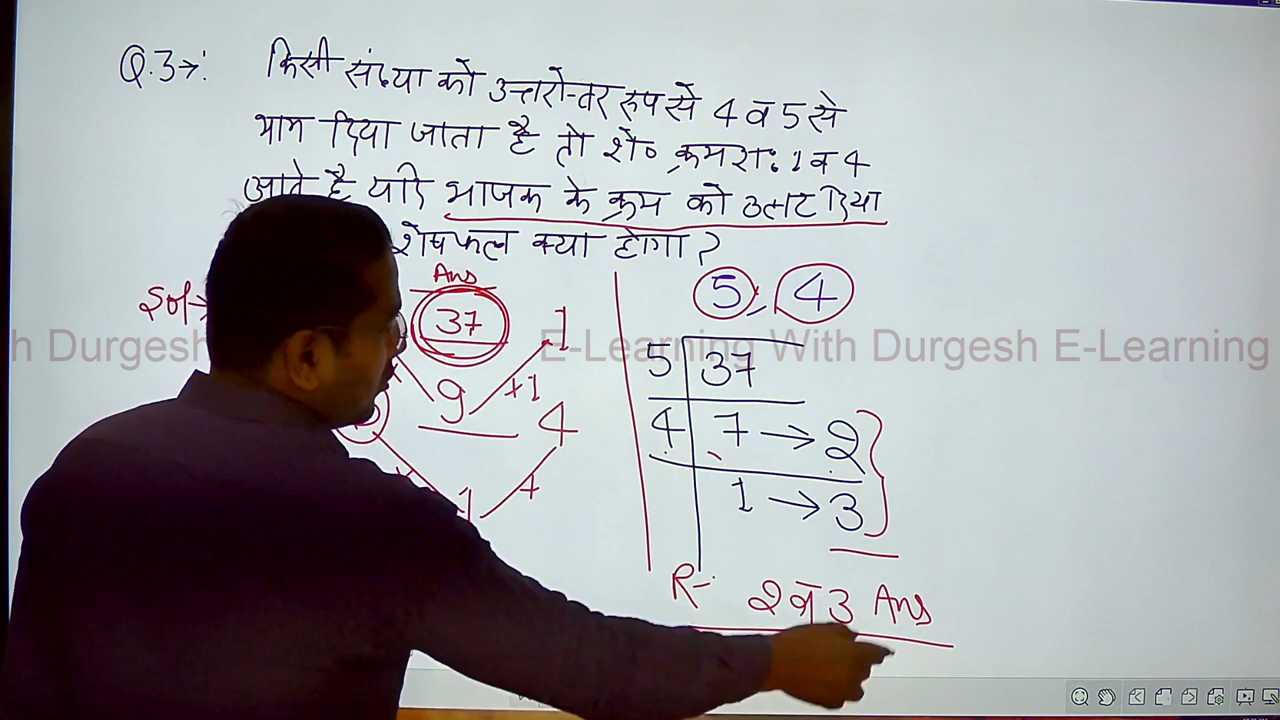 Q.3→: किसी संख्या को उत्तरोत्तर रुप से 4 व 5 से
भाग दिया जाता है तो शे० क्रमशः 1 व 4
आते है यदि भाजक के क्रम को उलट दिया
शेषफल क्या होगा?
Sol→
Ans
37
1
9
+1
4
1
+
5, 4
5 37
4 7 → 2
1 → 3
R- 2 व 3 Ans
h Durgesh E-Learning With Durgesh E-Learning